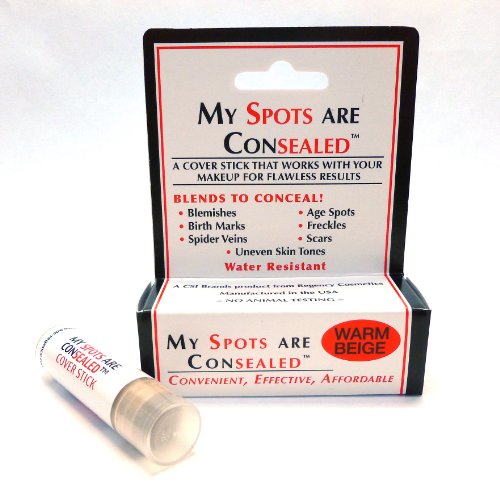 MY SPOTS ARE
CONSEALED™
A COVER STICK THAT WORKS WITH YOUR
MAKEUP FOR FLAWLESS RESULTS
BLENDS TO CONCEAL!
• Blemishes
• Age Spots
• Birth Marks
• Freckles
• Spider Veins
• Scars
• Uneven Skin Tones
Water Resistant
A CSI Brands product from Regency Cosmetics
Manufactured in the USA
~ NO ANIMAL TESTING ~
MY SPOTS ARE
CONSEALED™
WARM
BEIGE
CONVENIENT, EFFECTIVE, AFFORDABLE
MY SPOTS ARE
CONSEALED™
COVER STICK